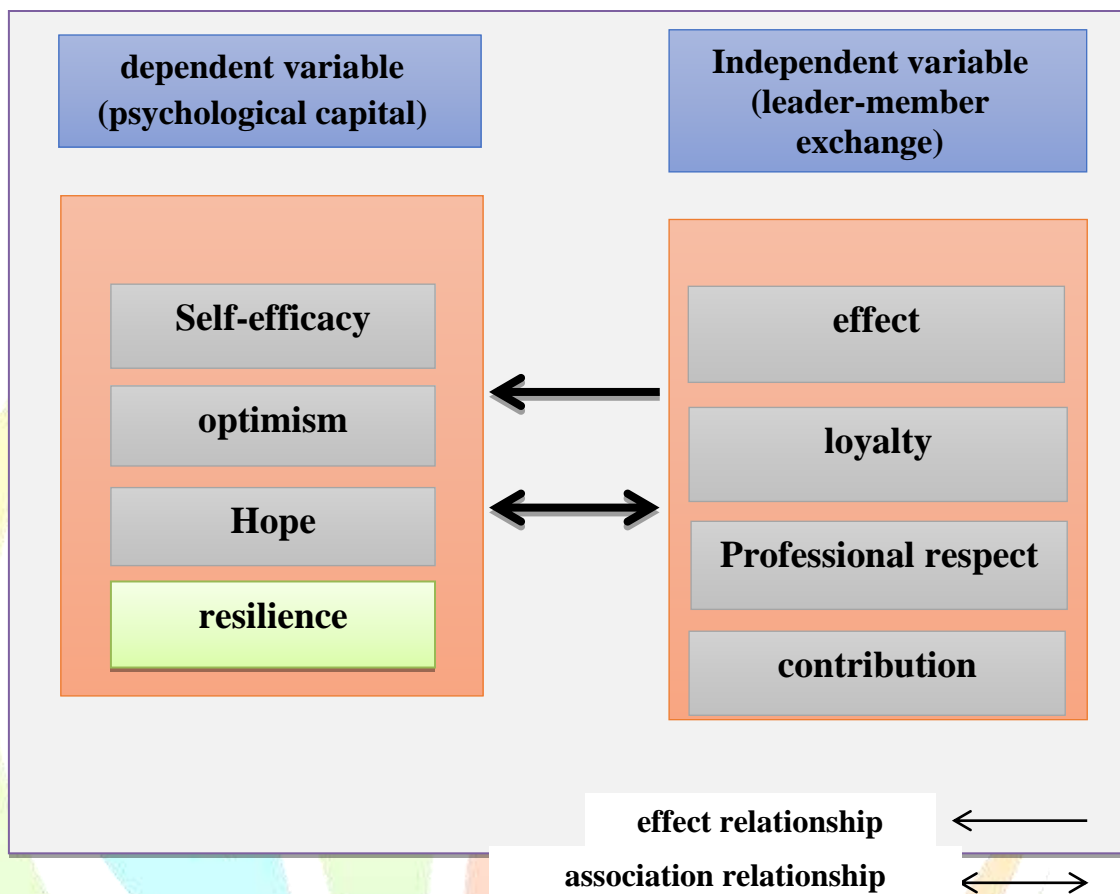 dependent variable
(psychological capital)
Independent variable
(leader-member
exchange)
Self-efficacy
optimism
Hope
resilience
effect
loyalty
Professional respect
contribution
effect relationship
association relationship